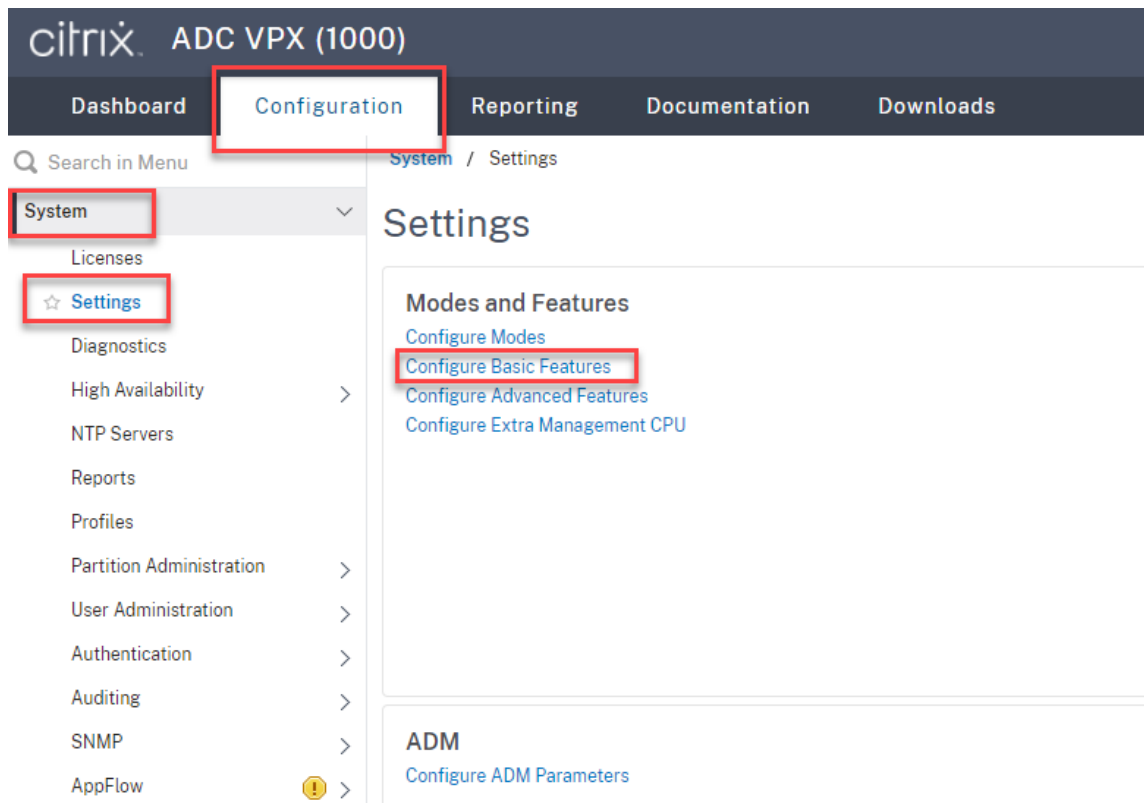 citrix. ADC VPX (1000)
Dashboard Configuration Reporting Documentation Downloads
Search in Menu
System
Licenses
Settings
Diagnostics
High Availability
NTP Servers
Reports
Profiles
Partition Administration
User Administration
Authentication
Auditing
SNMP
AppFlow
System / Settings
Settings
Modes and Features
Configure Modes
Configure Basic Features
Configure Advanced Features
Configure Extra Management CPU
ADM
Configure ADM Parameters